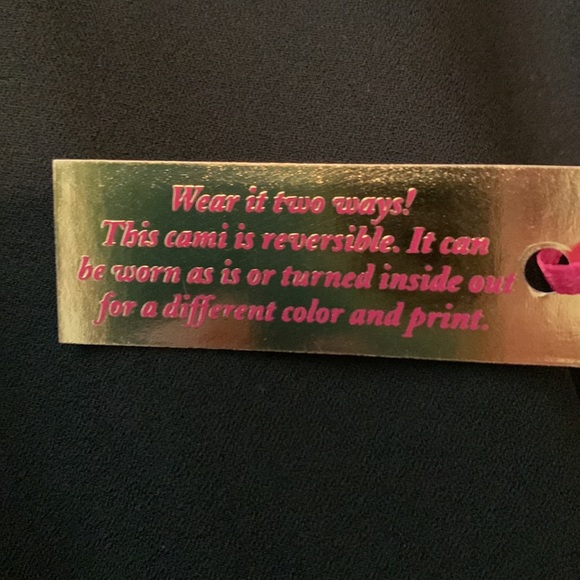 Wear it two ways!
This cami is reversible. It can
be worn as is or turned inside out
for a different color and print.